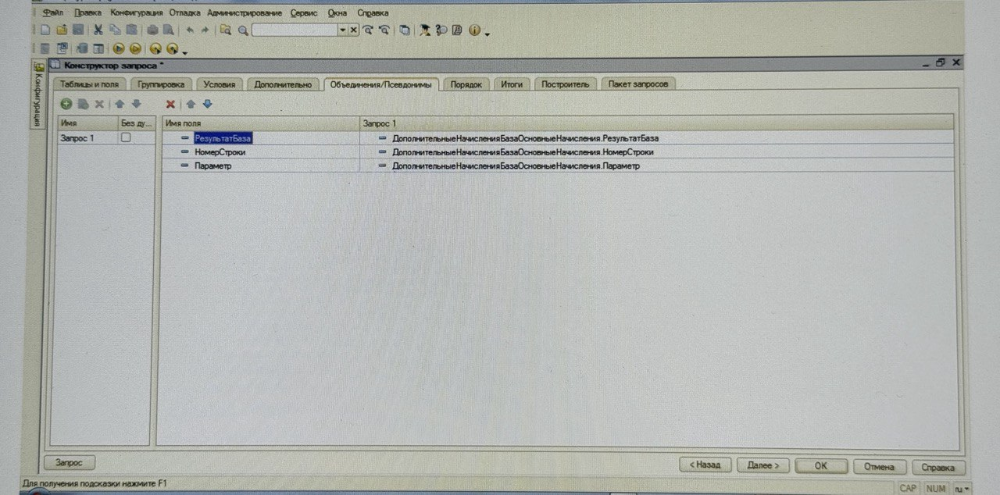 Файл Правка Конфигурация Отладка Администрирование Сервис Окна Справка
Конструктор запроса *
Таблицы и поля Группировка Условия Дополнительно Объединения/Псевдонимы Порядок Итоги Построитель Пакет запросов
Имя Без ду... Имя поля Запрос 1
Запрос 1 РезультатБаза ДополнительныеНачисленияБазаОсновныеНачисления.РезультатБаза
НомерСтроки ДополнительныеНачисленияБазаОсновныеНачисления.НомерСтроки
Параметр ДополнительныеНачисленияБазаОсновныеНачисления.Параметр
Конфигурация
Запрос < Назад Далее > ОК Отмена Справка
Для получения подсказки нажмите F1
CAP NUM ru